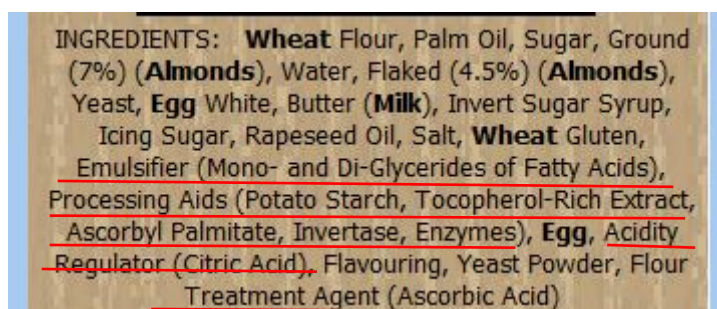 INGREDIENTS: Wheat Flour, Palm Oil, Sugar, Ground
(7%) (Almonds), Water, Flaked (4.5%) (Almonds),
Yeast, Egg White, Butter (Milk), Invert Sugar Syrup,
Icing Sugar, Rapeseed Oil, Salt, Wheat Gluten,
Emulsifier (Mono- and Di-Glycerides of Fatty Acids),
Processing Aids (Potato Starch, Tocopherol-Rich Extract,
Ascorbyl Palmitate, Invertase, Enzymes), Egg, Acidity
Regulator (Citric Acid), Flavouring, Yeast Powder, Flour
Treatment Agent (Ascorbic Acid)